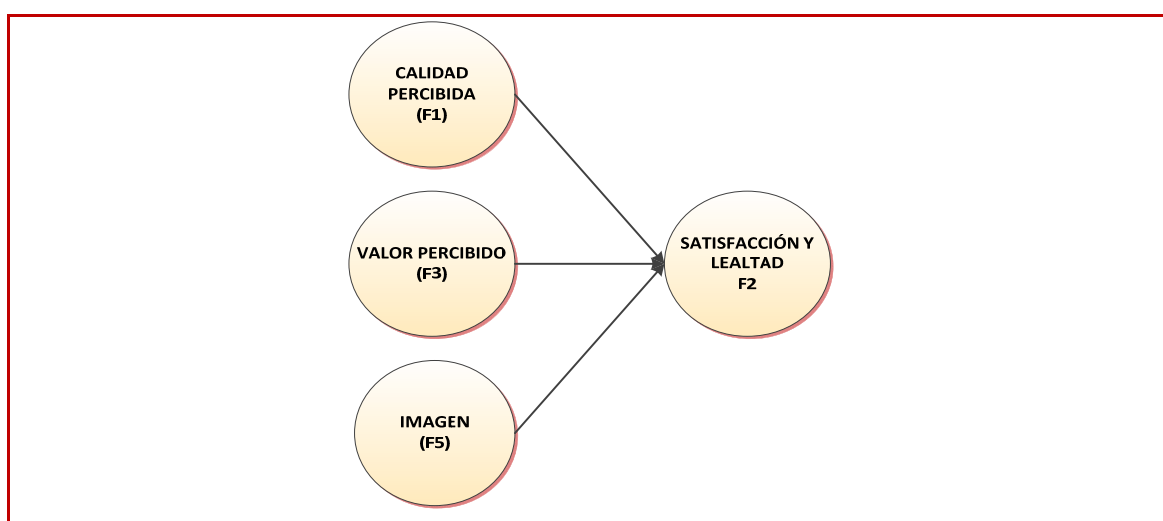 CALIDAD
PERCIBIDA
(F1)
VALOR PERCIBIDO
(F3)
SATISFACCIÓN Y
LEALTAD
F2
IMAGEN
(F5)